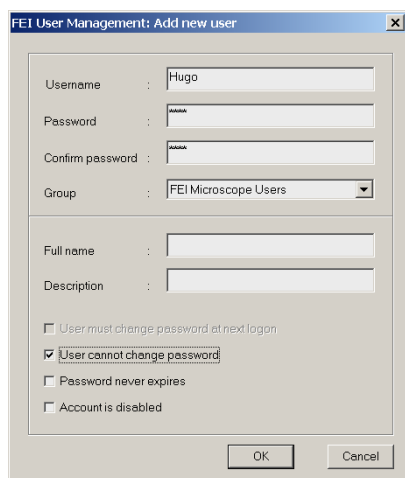 FEI User Management: Add new user
Username : Hugo
Password : ****
Confirm password : ****
Group : FEI Microscope Users
Full name :
Description :
User must change password at next logon
User cannot change password
Password never expires
Account is disabled
OK Cancel